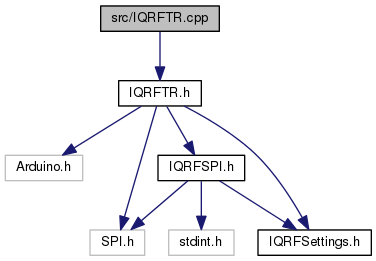 src/IQRFTR.cpp
IQRFTR.h
Arduino.h
IQRFSPI.h
SPI.h
stdint.h
IQRFSettings.h